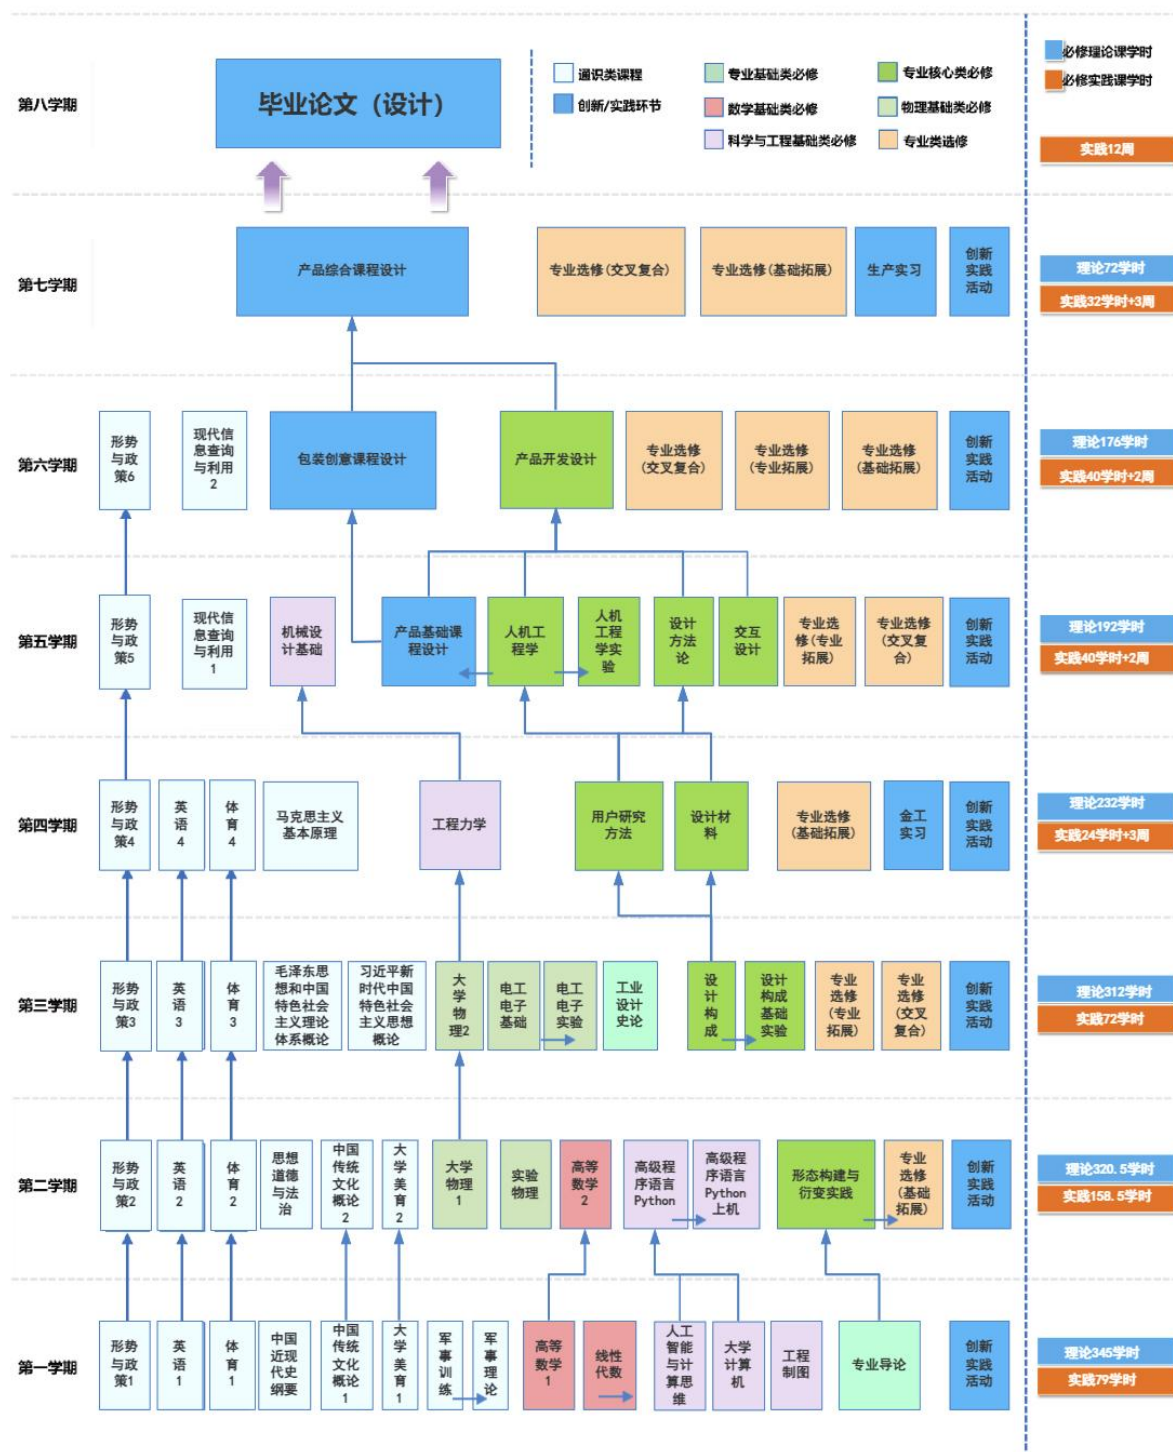 第八学期
毕业论文（设计）
通识类课程
创新/实践环节
专业基础类必修
数学基础类必修
科学与工程基础类必修
专业核心类必修
物理基础类必修
专业类选修
必修理论课学时
必修实践课学时
实践12周
第七学期
产品综合课程设计
专业选修(交叉复合)
专业选修(基础拓展)
生产实习
创新
实践
活动
理论72学时
实践32学时+3周
第六学期
形势
与政
策6
现代信
息查询
与利用
2
包装创意课程设计
产品开发设计
专业选修
(交叉复合)
专业选修
(专业拓展)
专业选修
(基础拓展)
创新
实践
活动
理论176学时
实践40学时+2周
第五学期
形势
与政
策5
现代信
息查询
与利用
1
机械设
计基础
产品基础课
程设计
人机工
程学
人机
工程
学实
验
设计
方法
论
交互
设计
专业选
修(专业
拓展)
专业选修
(交叉复
合)
创新
实践
活动
理论192学时
实践40学时+2周
第四学期
形势
与政
策4
英
语
4
体
育
4
马克思主义
基本原理
工程力学
用户研究
方法
设计材
料
专业选修
(基础拓展)
金工
实习
创新
实践
活动
理论232学时
实践24学时+3周
第三学期
形势
与政
策3
英
语
3
体
育
3
毛泽东思
想和中国
特色社会
主义理论
体系概论
习近平新
时代中国
特色社会
主义思想
概论
大
学
物
理2
电工
电子
基础
电工
电子
实验
工业
设计
史论
设
计
构
成
设计
构成
基础
实验
专业
选修
(专业
拓展)
专业
选修
(交叉
复合)
创新
实践
活动
理论312学时
实践72学时
第二学期
形势
与政
策2
英
语
2
体
育
2
思想
道德
与法
治
中国
传统
文化
概论
2
大
学
美
育
2
大学
物理
1
实验
物理
高等
数学
2
高级程
序语言
Python
高级程
序语言
Python
上机
形态构建与
衍变实践
专业
选修
(基础
拓展)
创新
实践
活动
理论320.5学时
实践158.5学时
第一学期
形势
与政
策1
英
语
1
体
育
1
中国
近现
代史
纲要
中国
传统
文化
概论
1
大
学
美
育
1
军
事
训
练
军
事
理
论
高等
数学
1
线性
代数
人工
智能
与计
算思
维
大学
计算
机
工程
制图
专业导论
创新
实践
活动
理论345学时
实践79学时